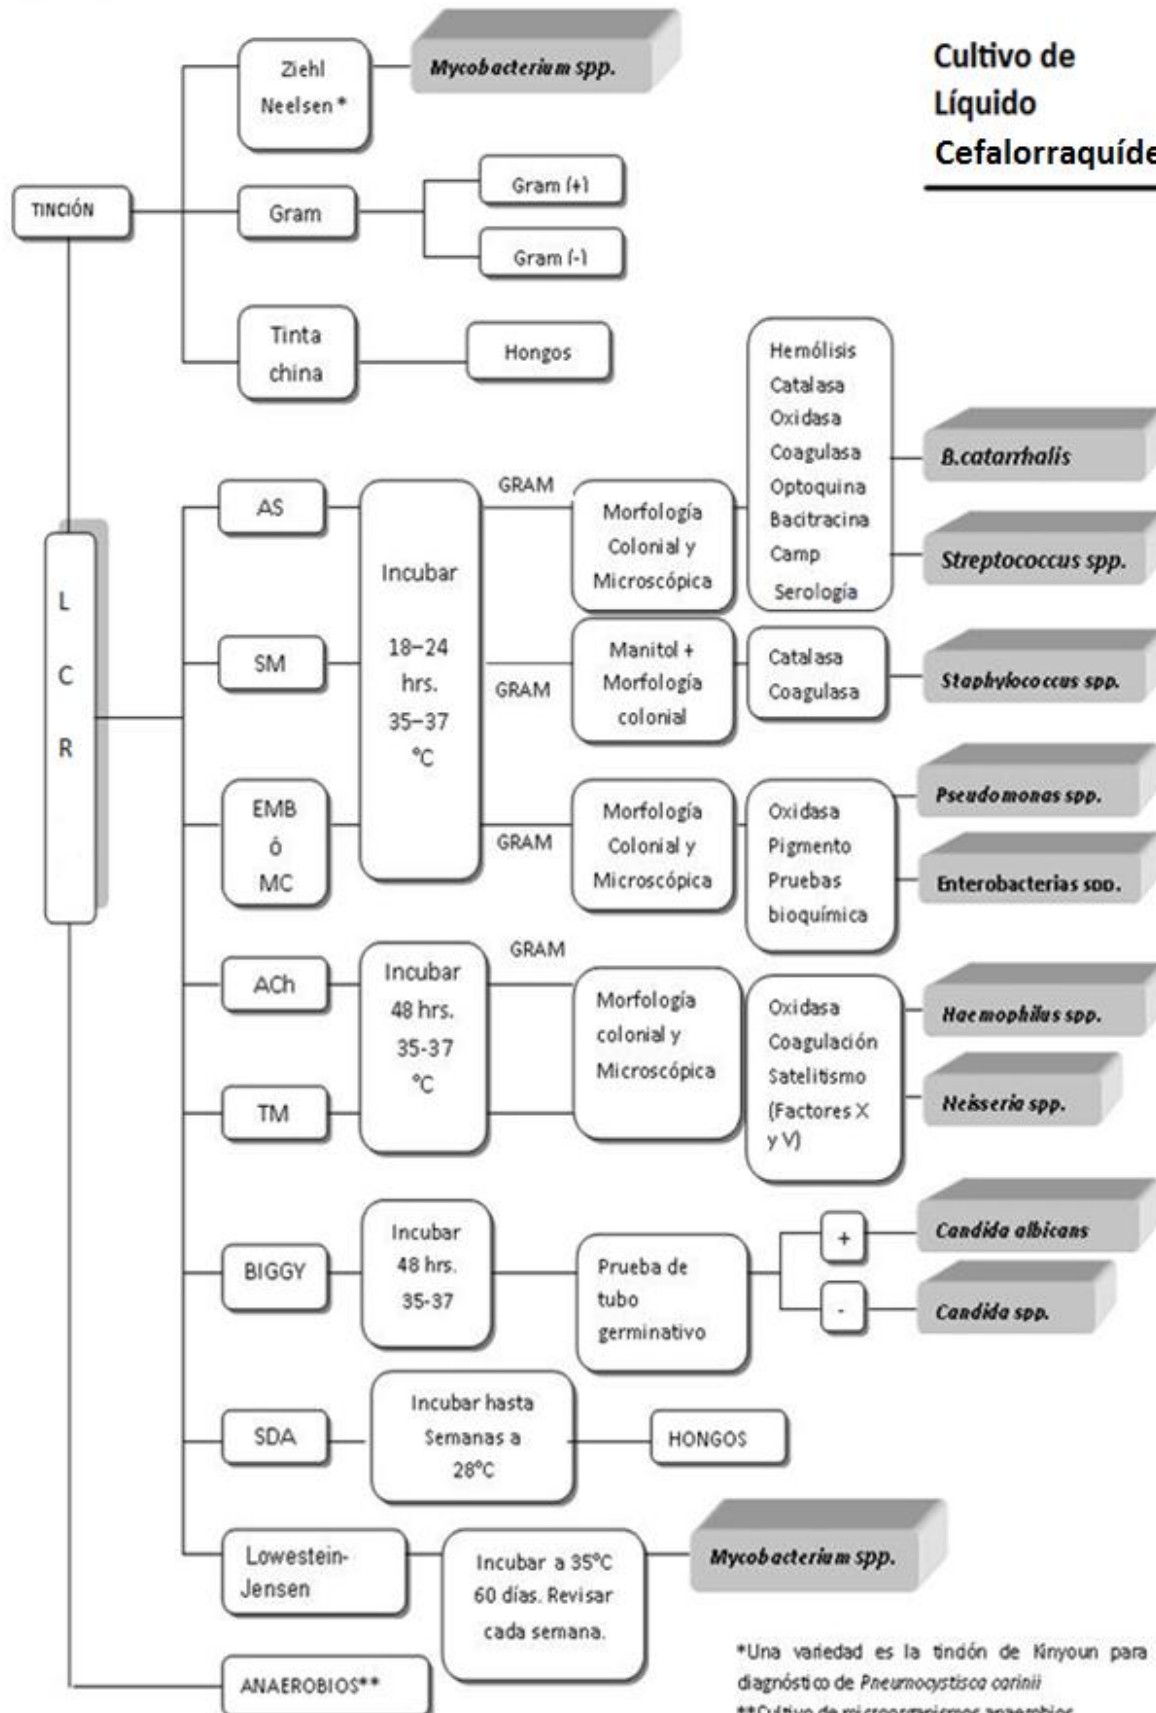 Cultivo de
Líquido
Cefalorraquíde
TINCIÓN
Ziehl
Neelsen *
Mycobacterium spp.
Gram
Gram (+)
Gram (-)
Tinta
china
Hongos
L
C
R
AS
SM
EMB
ó
MC
Incubar
18–24
hrs.
35–37
°C
GRAM
Morfología
Colonial y
Microscópica
Hemólisis
Catalasa
Oxidasa
Coagulasa
Optoquina
Bacitracina
Camp
Serología
B.catarrhalis
Streptococcus spp.
GRAM
Manitol +
Morfología
colonial
Catalasa
Coagulasa
Staphylococcus spp.
GRAM
Morfología
Colonial y
Microscópica
Oxidasa
Pigmento
Pruebas
bioquímica
Pseudomonas spp.
Enterobacterias spp.
ACh
TM
Incubar
48 hrs.
35-37
°C
GRAM
Morfología
colonial y
Microscópica
Oxidasa
Coagulación
Satelitismo
(Factores X
y V)
Haemophilus spp.
Neisseria spp.
BIGGY
Incubar
48 hrs.
35-37
Prueba de
tubo
germinativo
+
Candida albicans
-
Candida spp.
SDA
Incubar hasta
Semanas a
28°C
HONGOS
Lowestein-
Jensen
Incubar a 35°C
60 días. Revisar
cada semana.
Mycobacterium spp.
ANAEROBIOS**
*Una variedad es la tinción de Kinyoun para
diagnóstico de Pneumocystisca carinii
**Cultivo de microorganismos anaerobios